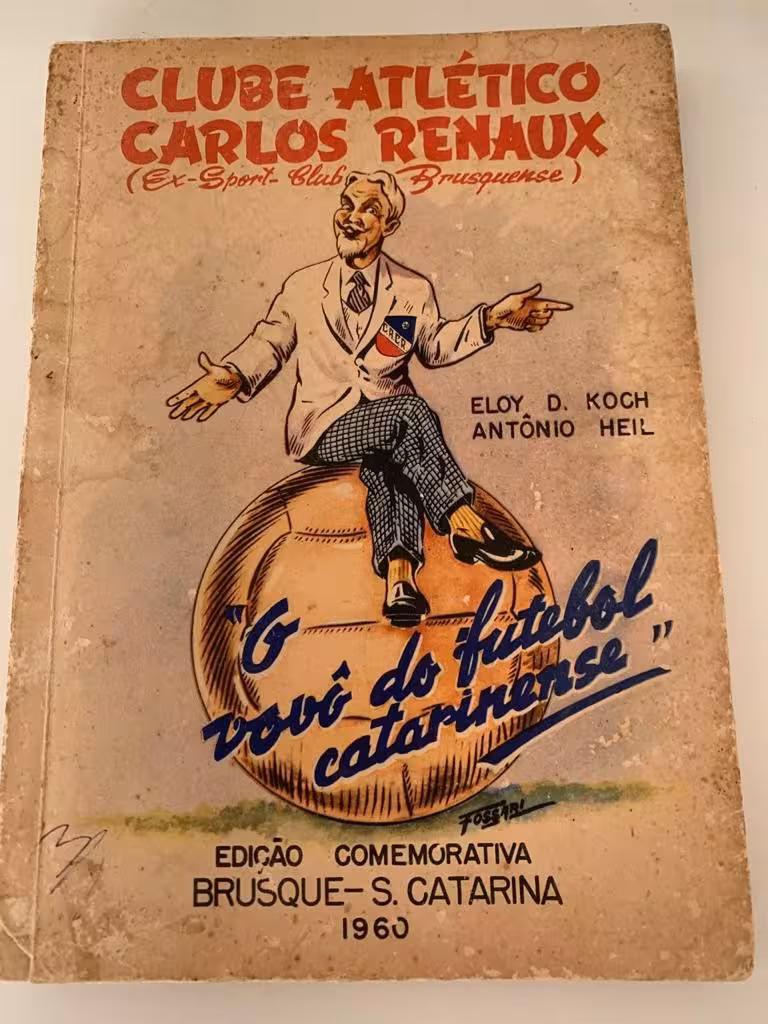 CLUBE ATLÉTICO
CARLOS RENAUX
(Ex-Sport-Club Brusquense)
C.A.C.R.
ELOY D. KOCH
ANTÔNIO HEIL
"O
vovô do futebol
catarinense"
FOSSARI
EDIÇÃO COMEMORATIVA
BRUSQUE-S. CATARINA
1960